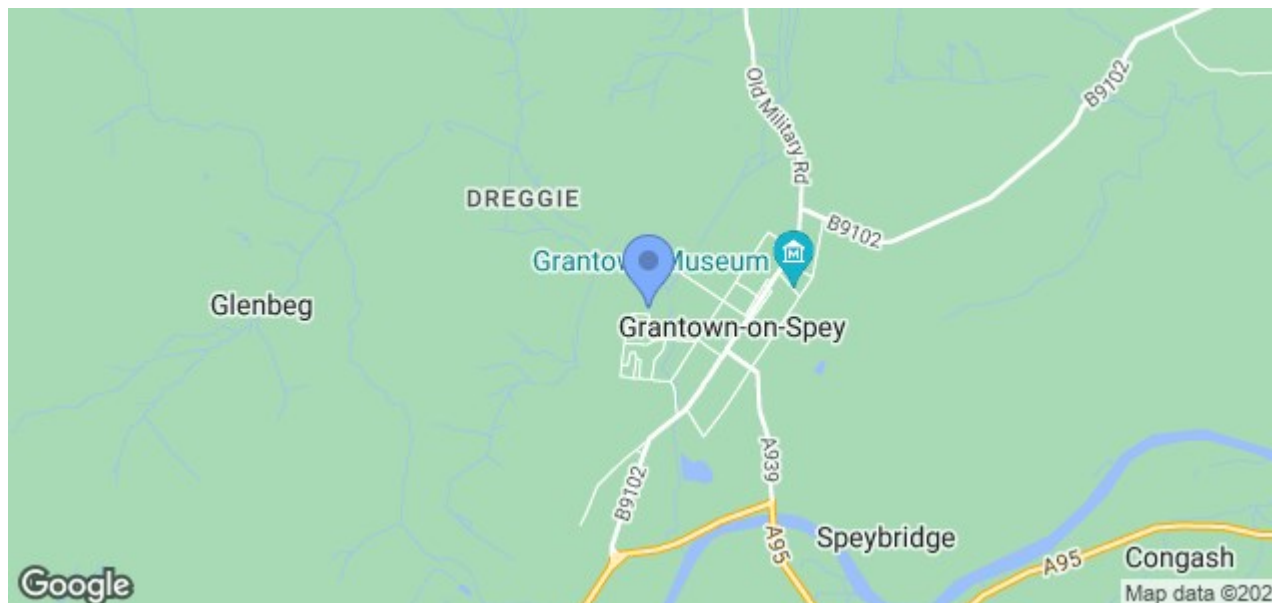 Old Military Rd
B9102
DREGGIE
B9102
Grantown Museum
M
Glenbeg
Grantown-on-Spey
A939
B9102
A95
Speybridge
A95
Congash
Google
Map data ©202